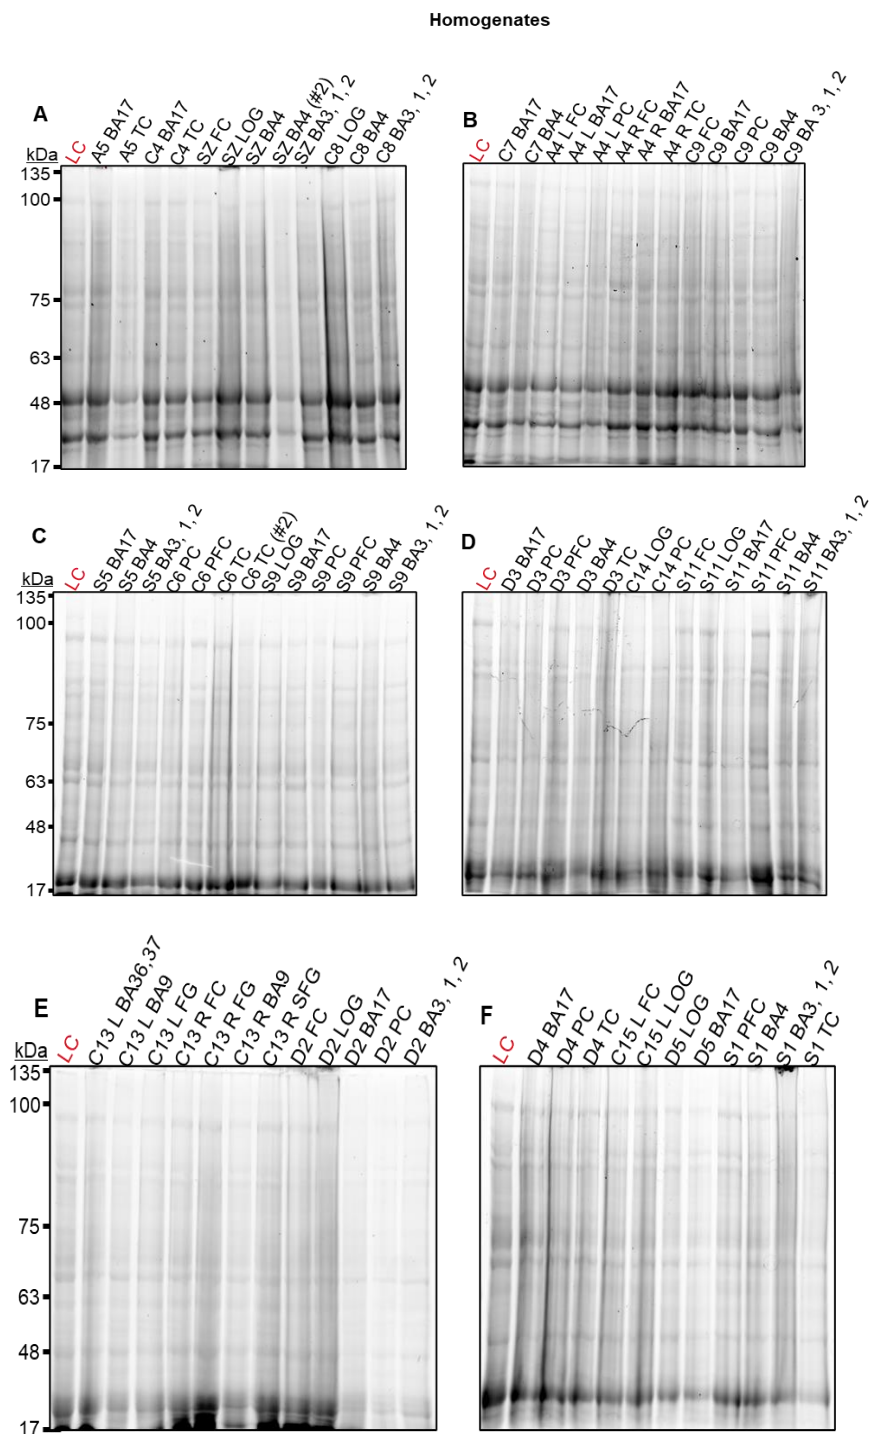 Homogenates
A
kDa
LC
A5 BA17
A5 TC
C4 BA17
C4 TC
SZ FC
SZ LOG
SZ BA4
SZ BA4 (#2)
SZ BA3, 1, 2
C8 LOG
C8 BA4
C8 BA3, 1, 2
135
100
75
63
48
17
B
LC
C7 BA17
C7 BA4
A4 L FC
A4 L BA17
A4 L PC
A4 R FC
A4 R BA17
A4 R TC
C9 FC
C9 BA17
C9 PC
C9 BA4
C9 BA 3, 1, 2
C
kDa
LC
S5 BA17
S5 BA4
S5 BA3, 1, 2
C6 PC
C6 PFC
C6 TC
C6 TC (#2)
S9 LOG
S9 BA17
S9 PC
S9 PFC
S9 BA4
S9 BA3, 1, 2
135
100
75
63
48
17
D
LC
D3 BA17
D3 PC
D3 PFC
D3 BA4
D3 TC
C14 LOG
C14 PC
S11 FC
S11 LOG
S11 BA17
S11 PFC
S11 BA4
S11 BA3, 1, 2
E
kDa
LC
C13 L BA36,37
C13 L BA9
C13 L FG
C13 R FC
C13 R FG
C13 R BA9
C13 R SFG
D2 FC
D2 LOG
D2 BA17
D2 PC
D2 BA3, 1, 2
135
100
75
63
48
17
F
LC
D4 BA17
D4 PC
D4 TC
C15 L FC
C15 L LOG
D5 LOG
D5 BA17
S1 PFC
S1 BA4
S1 BA3, 1, 2
S1 TC